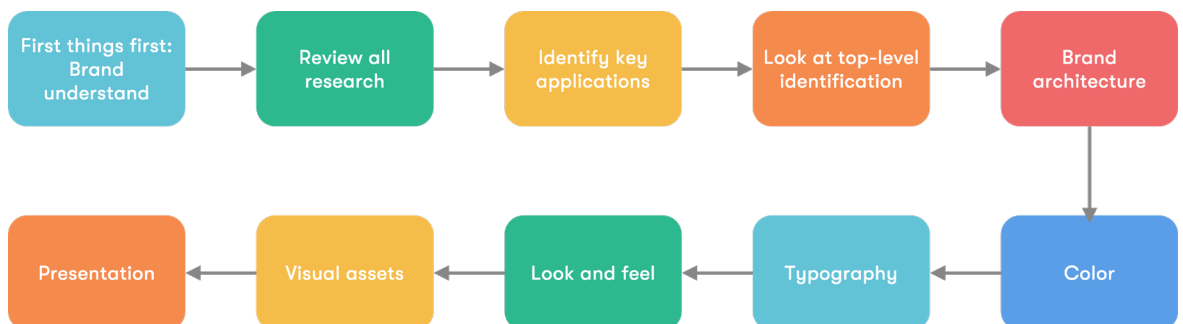 First things first:
Brand
understand
Review all
research
Identify key
applications
Look at top-level
identification
Brand
architecture
Color
Typography
Look and feel
Visual assets
Presentation